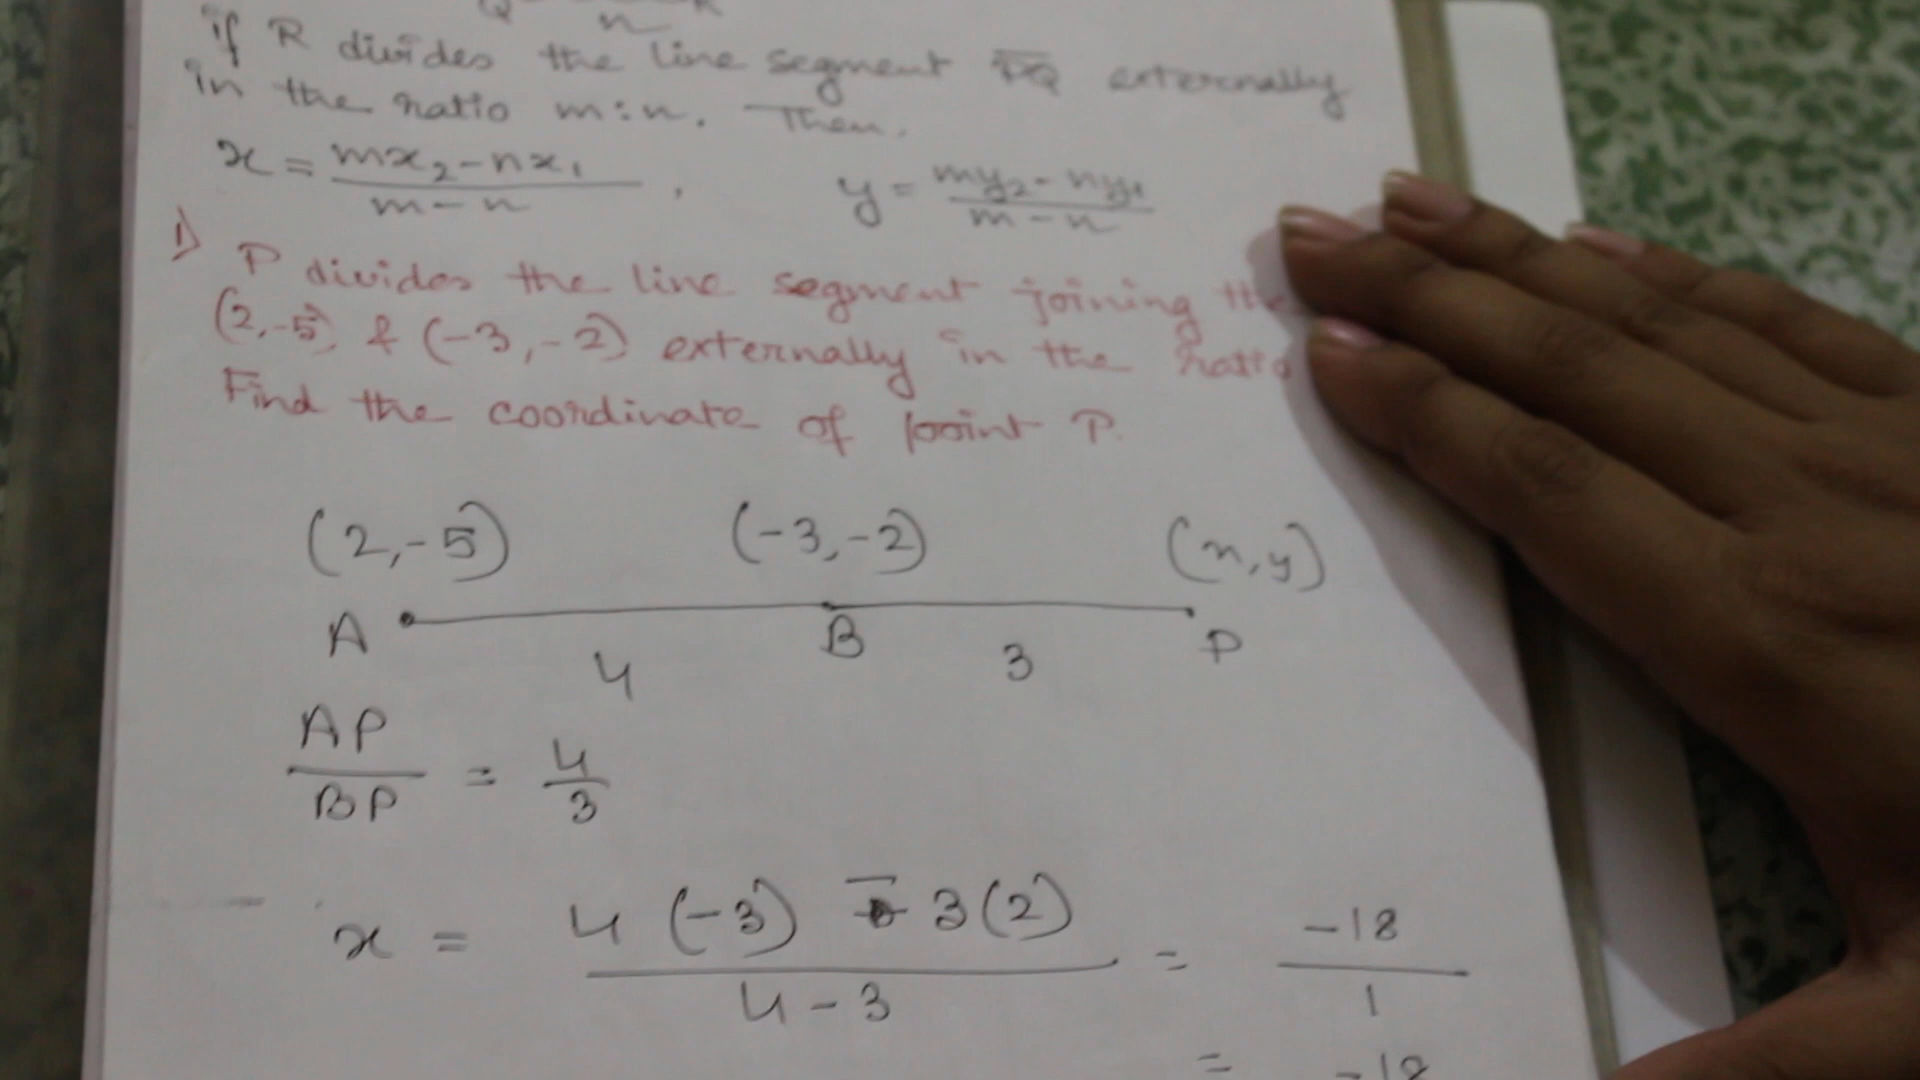 n
if R divides the line segment PQ externally
in the ratio m:n. Then,
x = mx₂-nx₁ / m-n , y = my₂-ny₁ / m-n
1) P divides the line segment joining the
(2,-5) & (-3,-2) externally in the ratio
Find the coordinate of point P.
(2,-5) (-3,-2) (x,y)
A B P
4 3
AP / BP = 4 / 3
x = 4 (-3) - 3(2) / 4-3 = -18 / 1
= -18